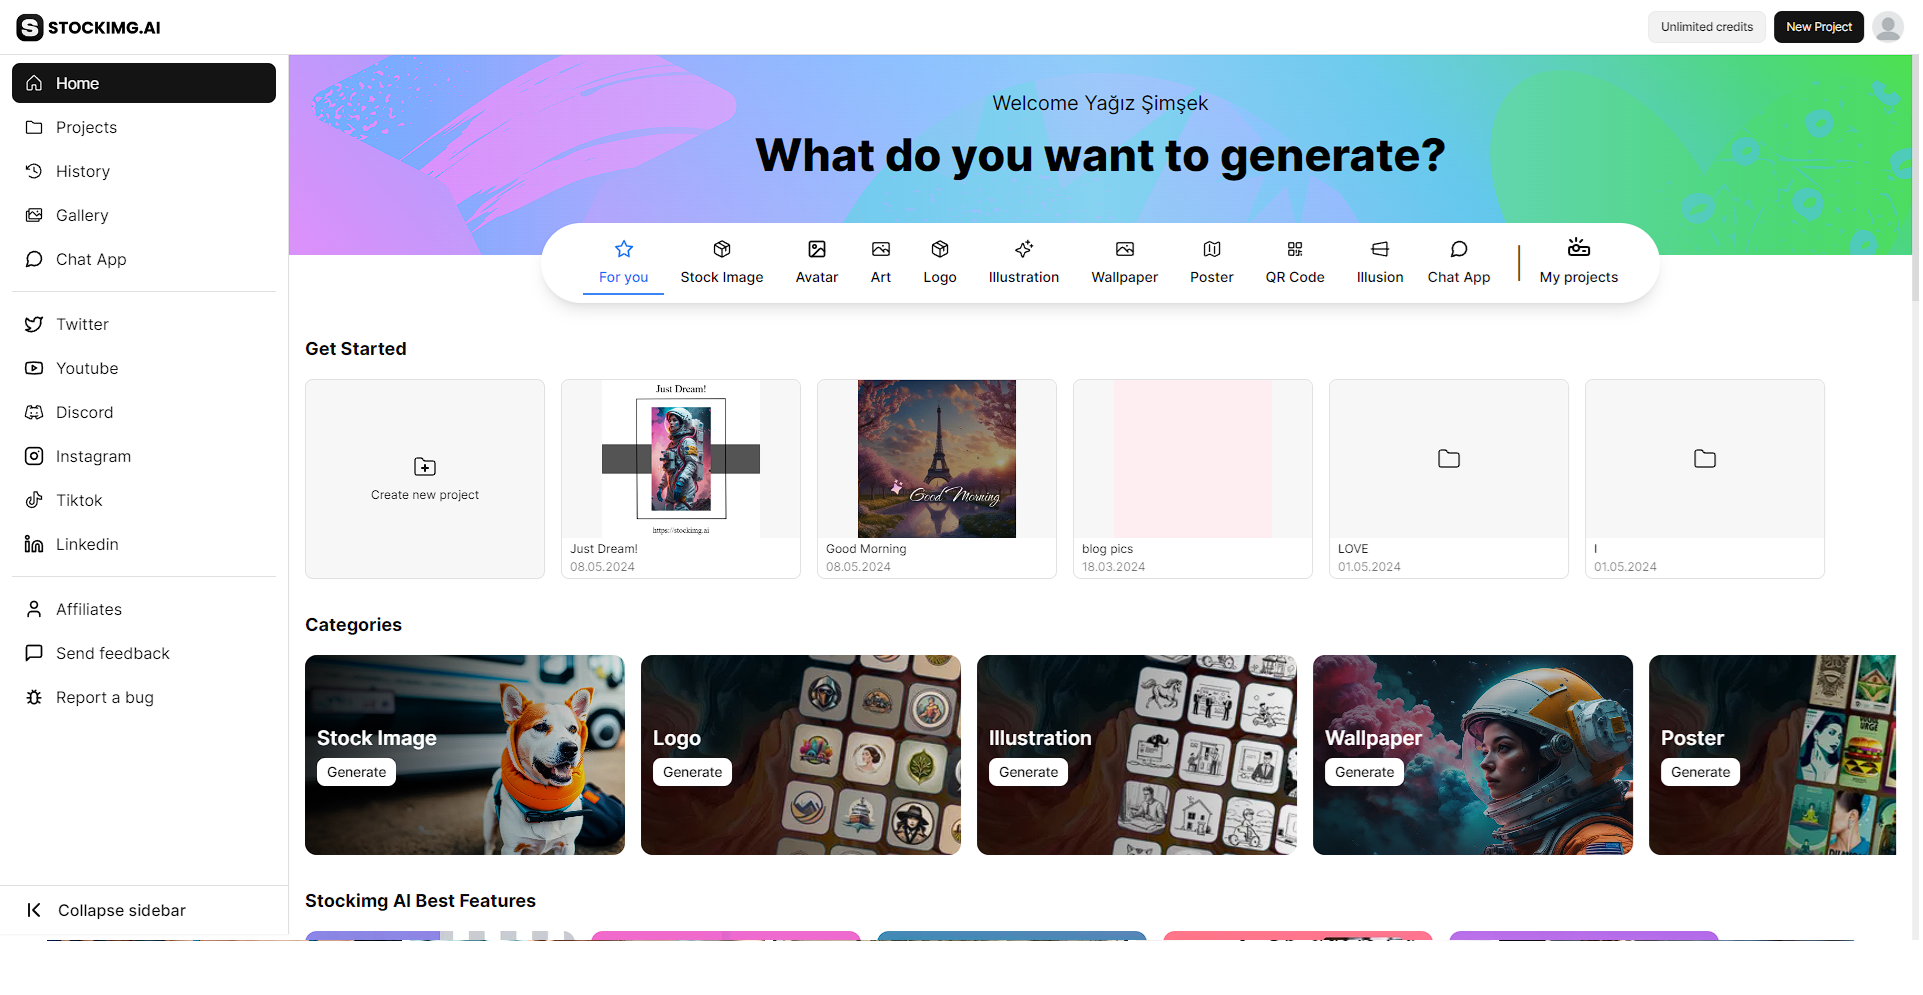 STOCKIMG.AI
Unlimited credits
New Project
Home
Projects
History
Gallery
Chat App
Twitter
Youtube
Discord
Instagram
Tiktok
Linkedin
Affiliates
Send feedback
Report a bug
Collapse sidebar
Welcome Yağız Şimşek
What do you want to generate?
For you
Stock Image
Avatar
Art
Logo
Illustration
Wallpaper
Poster
QR Code
Illusion
Chat App
My projects
Get Started
Create new project
Just Dream!
https://stockimg.ai
Just Dream!
08.05.2024
Good Morning
Good Morning
08.05.2024
blog pics
18.03.2024
LOVE
01.05.2024
I
01.05.2024
Categories
Stock Image
Generate
Logo
Generate
Illustration
Generate
Wallpaper
Generate
Poster
Generate
URGE
Stockimg AI Best Features